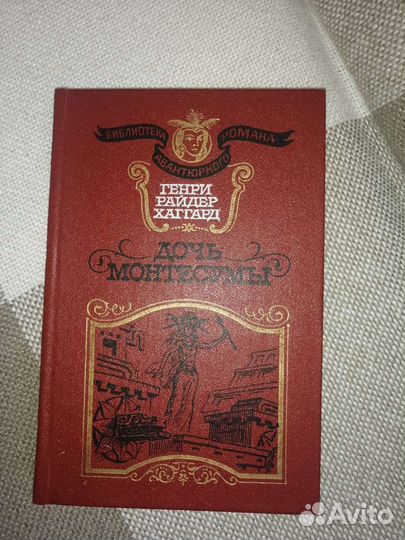 БИБЛИОТЕКА
АВАНТЮРНОГО
РОМАНА
ГЕНРИ
РАЙДЕР
ХАГГАРД
ДОЧЬ
МОНТЕСУМЫ
Avito